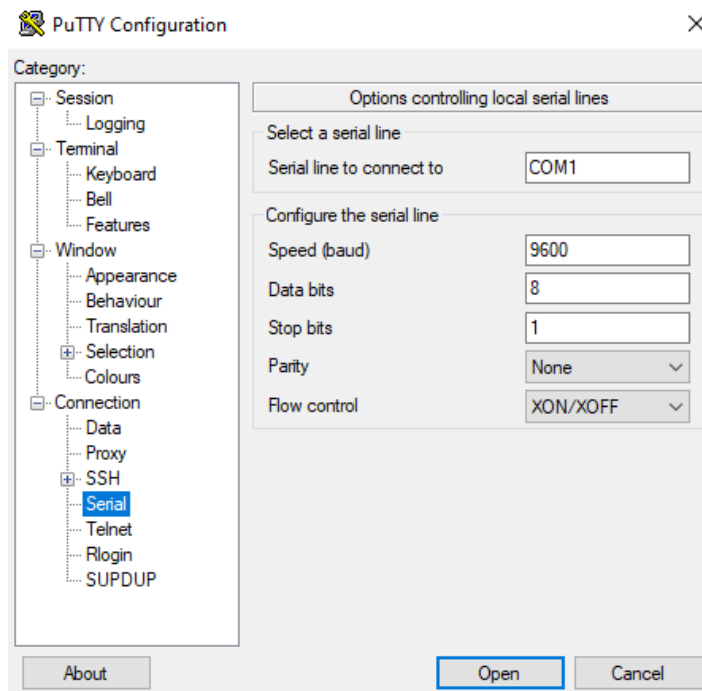 PuTTY Configuration
Category:
Session
Logging
Terminal
Keyboard
Bell
Features
Window
Appearance
Behaviour
Translation
Selection
Colours
Connection
Data
Proxy
SSH
Serial
Telnet
Rlogin
SUPDUP
Options controlling local serial lines
Select a serial line
Serial line to connect to COM1
Configure the serial line
Speed (baud) 9600
Data bits 8
Stop bits 1
Parity None
Flow control XON/XOFF
About Open Cancel